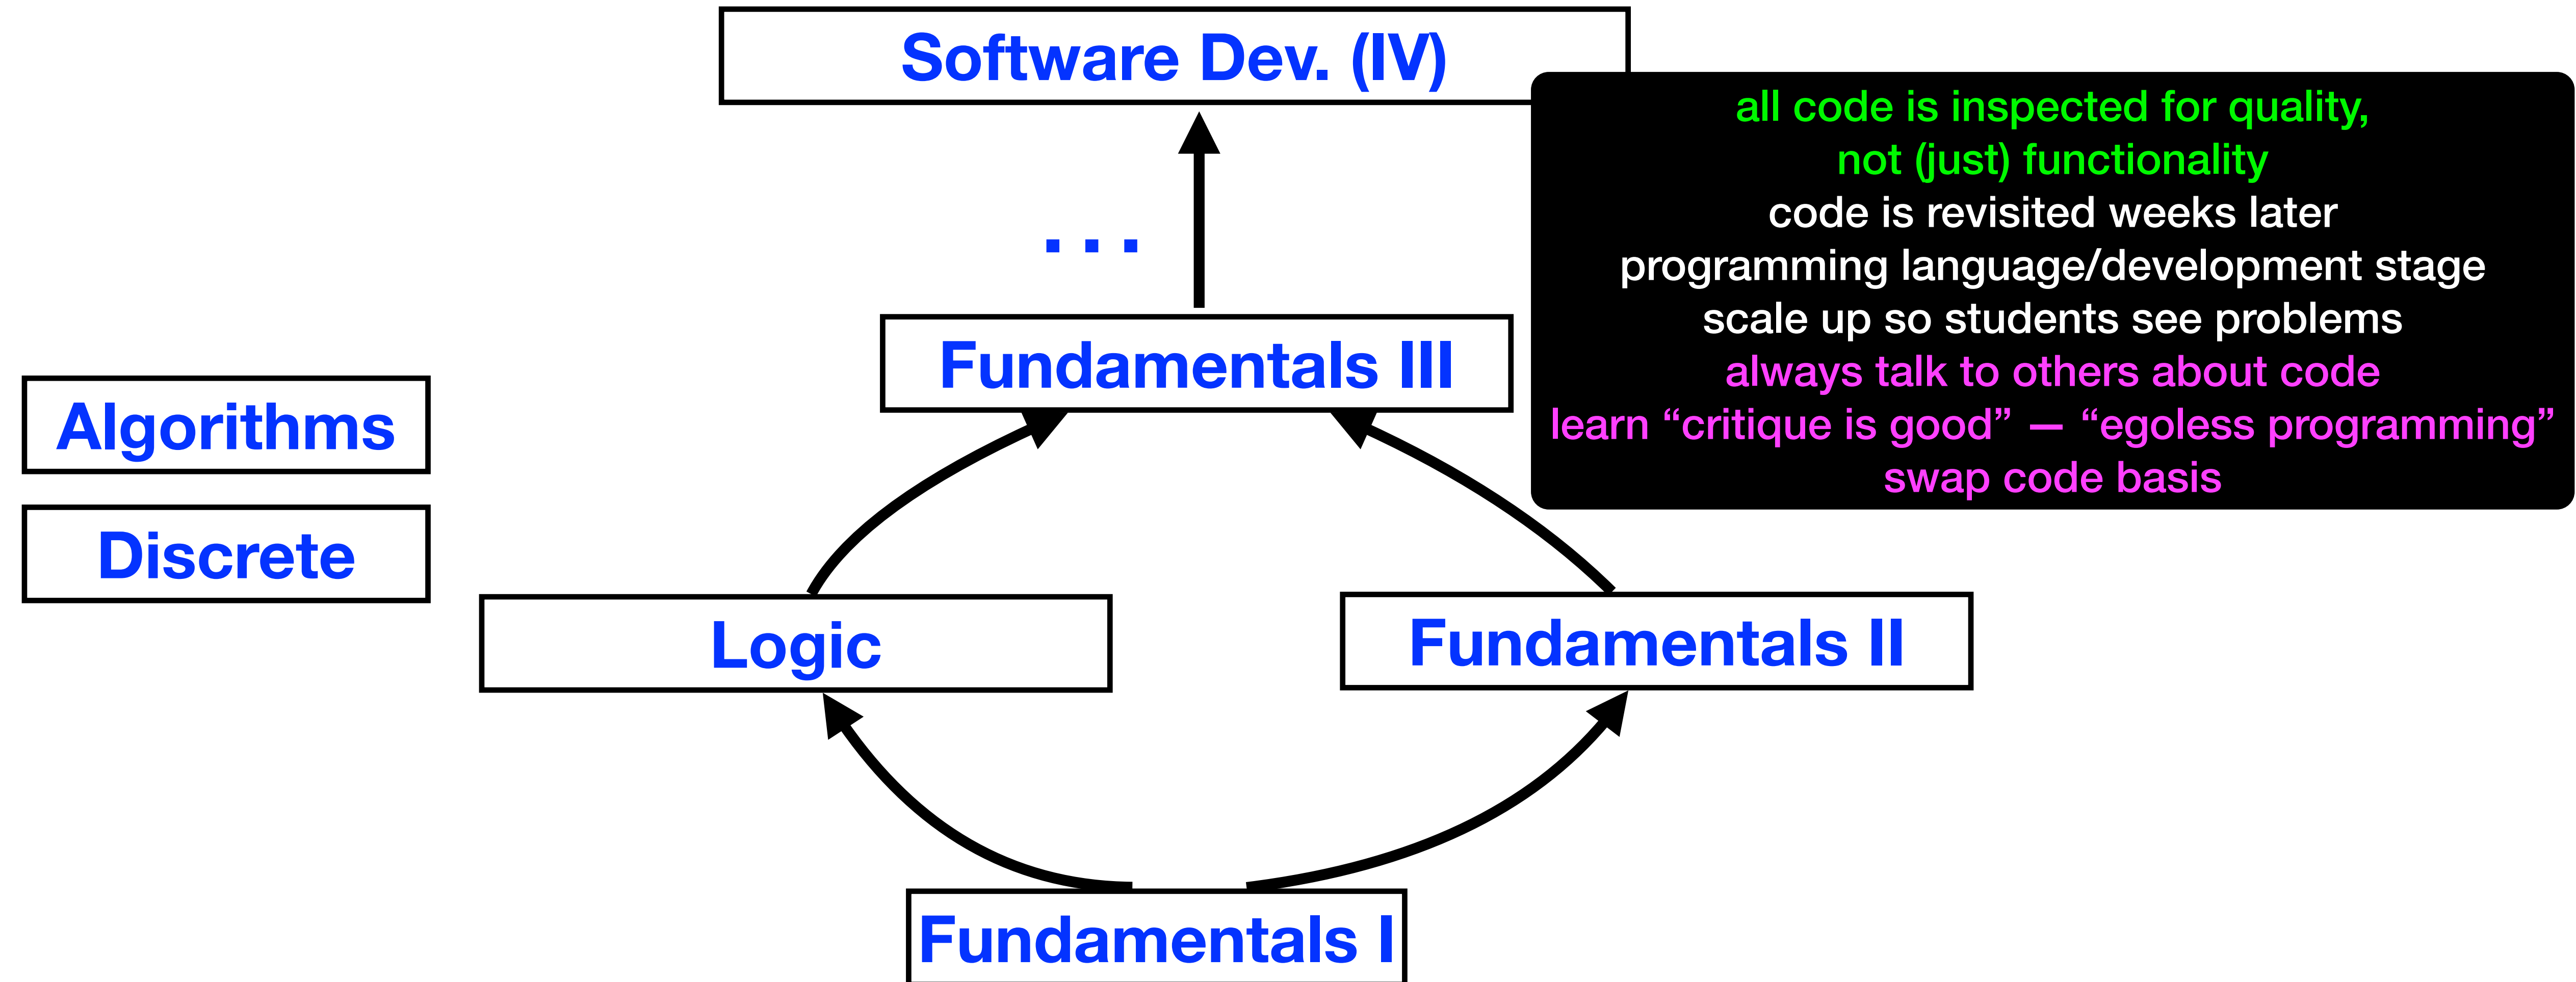 Software Dev. (IV)
all code is inspected for quality,
not (just) functionality
code is revisited weeks later
programming language/development stage
scale up so students see problems
always talk to others about code
learn “critique is good” — “egoless programming”
swap code basis
...
Fundamentals III
Algorithms
Discrete
Logic
Fundamentals II
Fundamentals I